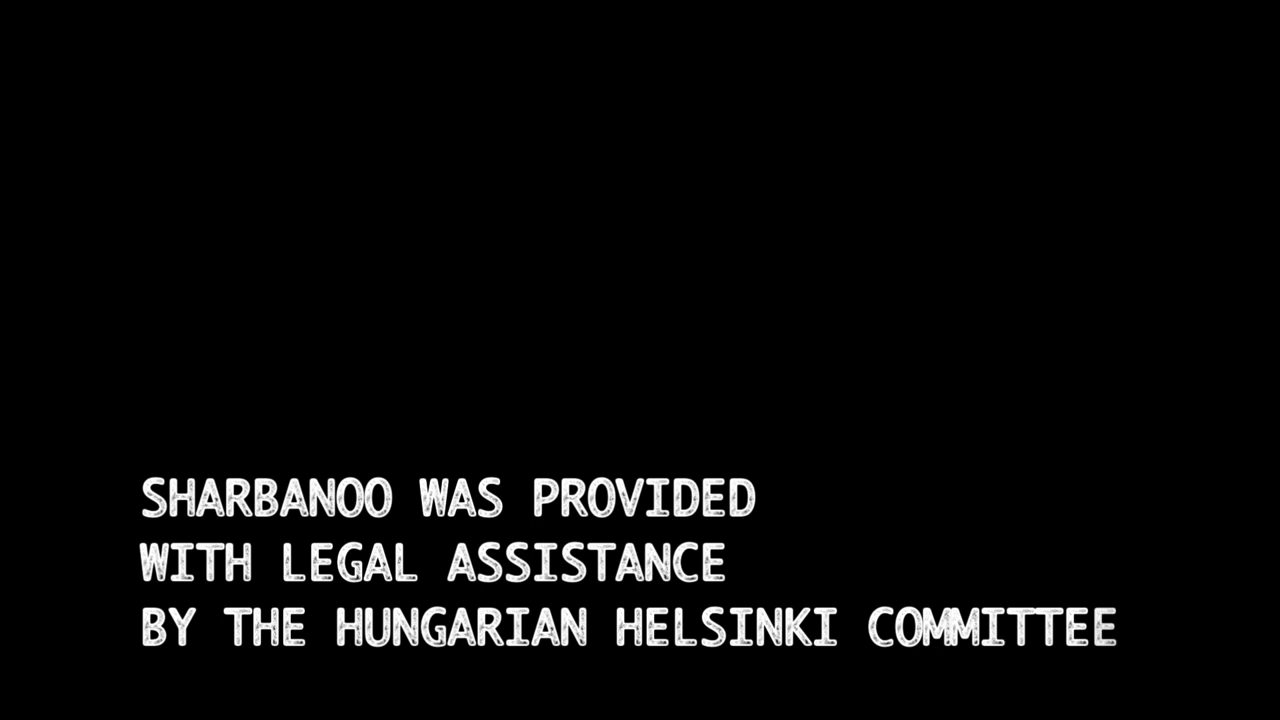 SHARBANOO WAS PROVIDED
WITH LEGAL ASSISTANCE
BY THE HUNGARIAN HELSINKI COMMITTEE